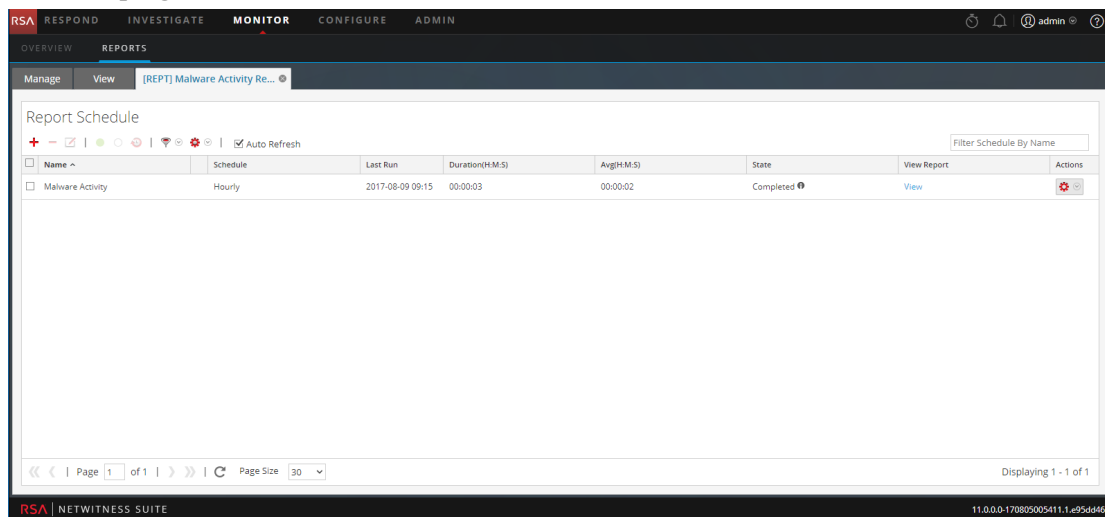 RSA RESPOND INVESTIGATE MONITOR CONFIGURE ADMIN admin ?
OVERVIEW REPORTS
Manage View [REPT] Malware Activity Re...
Report Schedule
Auto Refresh Filter Schedule By Name
Name Schedule Last Run Duration(H:M:S) Avg(H:M:S) State View Report Actions
Malware Activity Hourly 2017-08-09 09:15 00:00:03 00:00:02 Completed View
Page 1 of 1 Page Size 30 Displaying 1 - 1 of 1
RSA NETWITNESS SUITE 11.0.0.0-170805005411.1.e95dd46